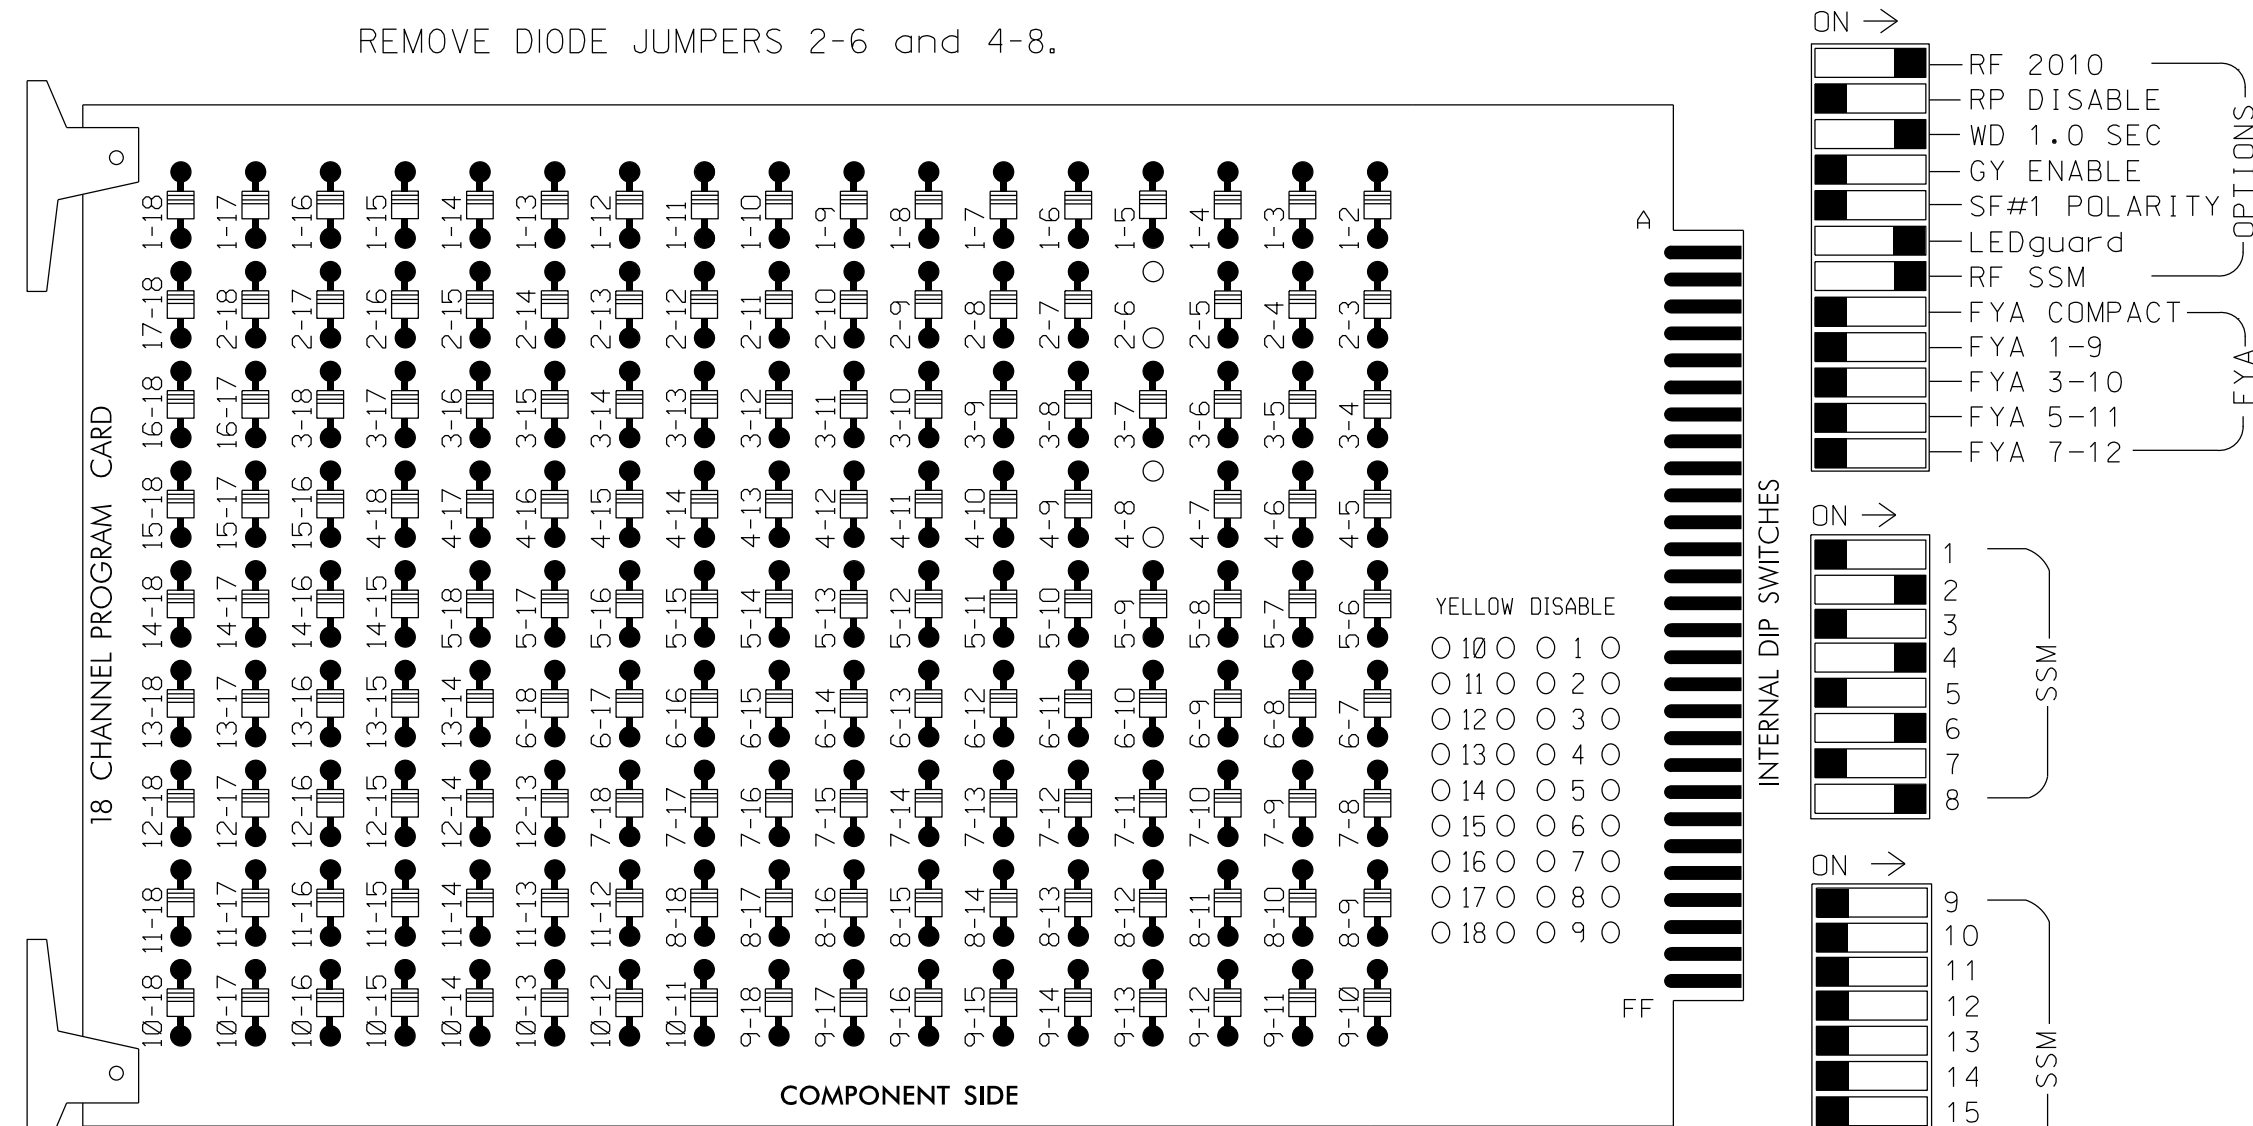 REMOVE DIODE JUMPERS 2-6 and 4-8.
18 CHANNEL PROGRAM CARD
1-18 1-17 1-16 1-15 1-14 1-13 1-12 1-11 1-10 1-9 1-8 1-7 1-6 1-5 1-4 1-3 1-2
17-18 2-18 2-17 2-16 2-15 2-14 2-13 2-12 2-11 2-10 2-9 2-8 2-7 2-6 2-5 2-4 2-3
16-18 16-17 3-18 3-17 3-16 3-15 3-14 3-13 3-12 3-11 3-10 3-9 3-8 3-7 3-6 3-5 3-4
15-18 15-17 15-16 4-18 4-17 4-16 4-15 4-14 4-13 4-12 4-11 4-10 4-9 4-8 4-7 4-6 4-5
14-18 14-17 14-16 14-15 5-18 5-17 5-16 5-15 5-14 5-13 5-12 5-11 5-10 5-9 5-8 5-7 5-6
13-18 13-17 13-16 13-15 13-14 6-18 6-17 6-16 6-15 6-14 6-13 6-12 6-11 6-10 6-9 6-8 6-7
12-18 12-17 12-16 12-15 12-14 12-13 7-18 7-17 7-16 7-15 7-14 7-13 7-12 7-11 7-10 7-9 7-8
11-18 11-17 11-16 11-15 11-14 11-13 11-12 8-18 8-17 8-16 8-15 8-14 8-13 8-12 8-11 8-10 8-9
10-18 10-17 10-16 10-15 10-14 10-13 10-12 10-11 9-18 9-17 9-16 9-15 9-14 9-13 9-12 9-11 9-10
COMPONENT SIDE
A
FF
YELLOW DISABLE
10 1
11 2
12 3
13 4
14 5
15 6
16 7
17 8
18 9
INTERNAL DIP SWITCHES
ON →
RF 2010
RP DISABLE
WD 1.0 SEC
GY ENABLE
SF#1 POLARITY
LEDguard
RF SSM
OPTIONS
FYA COMPACT
FYA 1-9
FYA 3-10
FYA 5-11
FYA 7-12
FYA
ON →
1
2
3
4
5
6
7
8
SSM
ON →
9
10
11
12
13
14
15
SSM